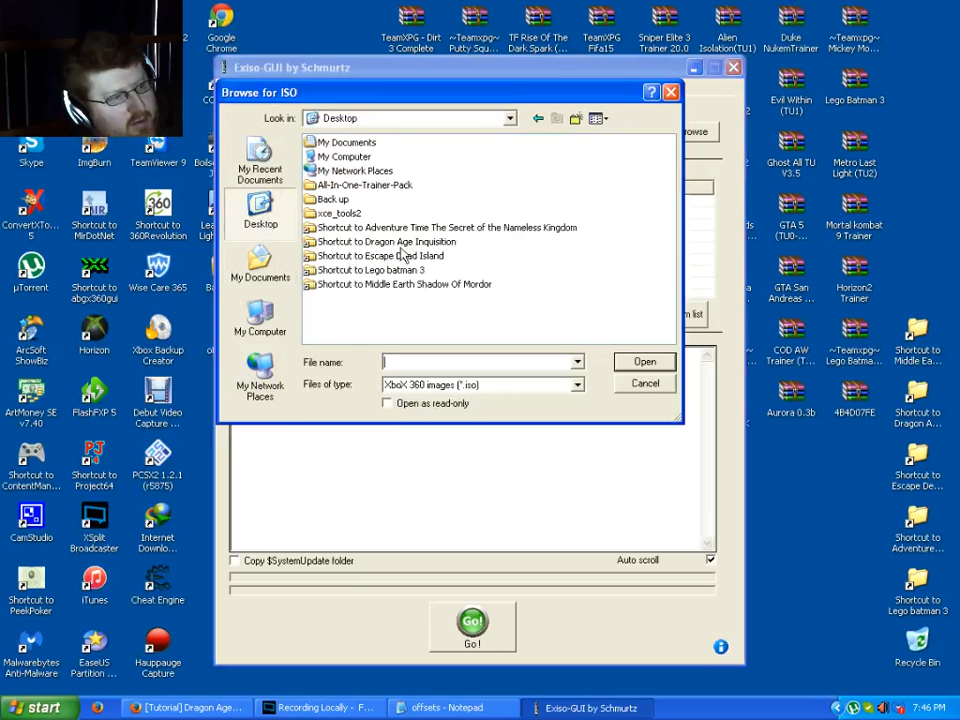 Google
Chrome
TeamXPG - Dirt
3 Complete
~Teamxpg~
Putty Squ...
TF Rise Of The
Dark Spark (...
TeamXPG
Fifa15
Sniper Elite 3
Trainer 20.0
Alien
Isolation(TU1)
Duke
NukemTrainer
~Teamxpg~
Mickey Mo...
Exiso-GUI by Schmurtz
Browse for ISO
Look in:
Desktop
My Recent
Documents
Desktop
My Documents
My Computer
My Network
Places
My Documents
My Computer
My Network Places
All-In-One-Trainer-Pack
Back up
xce_tools2
Shortcut to Adventure Time The Secret of the Nameless Kingdom
Shortcut to Dragon Age Inquisition
Shortcut to Escape Dead Island
Shortcut to Lego batman 3
Shortcut to Middle Earth Shadow Of Mordor
File name:
Open
Files of type:
XboX 360 images (*.iso)
Cancel
Open as read-only
owse
m list
Copy $SystemUpdate folder
Auto scroll
Go!
Go !
Evil Within
(TU1)
Lego Batman 3
Ghost All TU
V3.5
Metro Last
Light (TU2)
GTA 5
(TU0-TU...
Mortal kombat
9 Trainer
GTA San
Andreas ...
Horizon2
Trainer
COD AW
Trainer (T...
~Teamxpg~
Lego Batm...
Shortcut to
Middle Ear...
Aurora 0.3b
4B4D07FE
Shortcut to
Dragon A...
Shortcut to
Escape De...
Shortcut to
Adventure...
Shortcut to
Lego batman 3
Recycle Bin
Skype
ImgBurn
TeamViewer 9
ConvertXTo...
5
Shortcut to
MirDotNet
Shortcut to
360Revolution
µTorrent
Shortcut to
abgx360gui
Wise Care 365
ArcSoft
ShowBiz
Horizon
Xbox Backup
Creator
ArtMoney SE
v7.40
FlashFXP 5
Debut Video
Capture ...
Shortcut to
ContentMan...
Shortcut to
Project64
PCSX2 1.2.1
(r5875)
CamStudio
XSplit
Broadcaster
Internet
Downlo...
Shortcut to
PeekPoker
iTunes
Cheat Engine
Malwarebytes
Anti-Malware
EaseUS
Partition ...
Hauppauge
Capture
start
[Tutorial] Dragon Age...
Recording Locally - F...
offsets - Notepad
Exiso-GUI by Schmurtz
7:46 PM